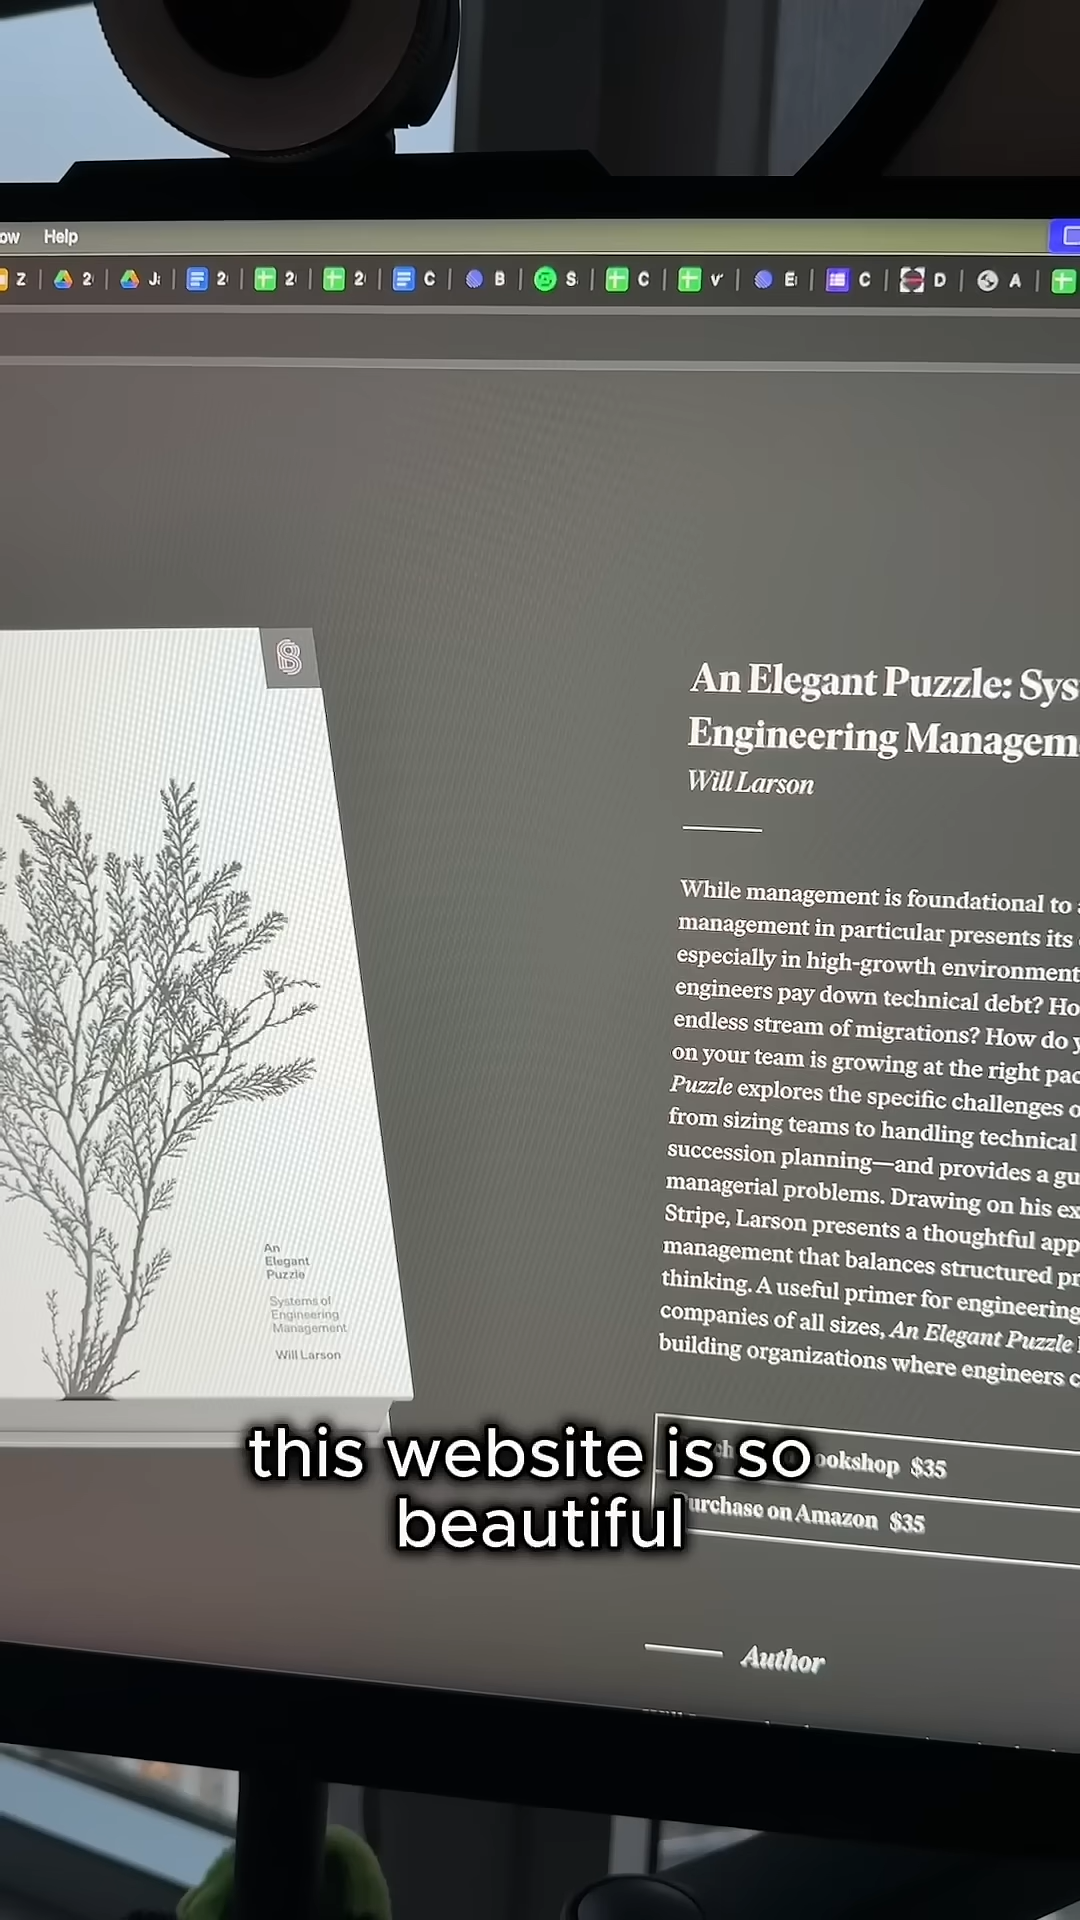 ow Help
Z 2 J 2 2 2 C B S C V E C D A
An Elegant Puzzle: Sys
Engineering Managem
Will Larson
While management is foundational to
management in particular presents its
especially in high-growth environment
engineers pay down technical debt? Ho
endless stream of migrations? How do y
on your team is growing at the right pac
Puzzle explores the specific challenges o
from sizing teams to handling technical
succession planning—and provides a gu
managerial problems. Drawing on his ex
Stripe, Larson presents a thoughtful app
management that balances structured pr
thinking. A useful primer for engineering
companies of all sizes, An Elegant Puzzle
building organizations where engineers c
ookshop $35
urchase on Amazon $35
Author
B
An
Elegant
Puzzle
Systems of
Engineering
Management
Will Larson
this website is so
beautiful